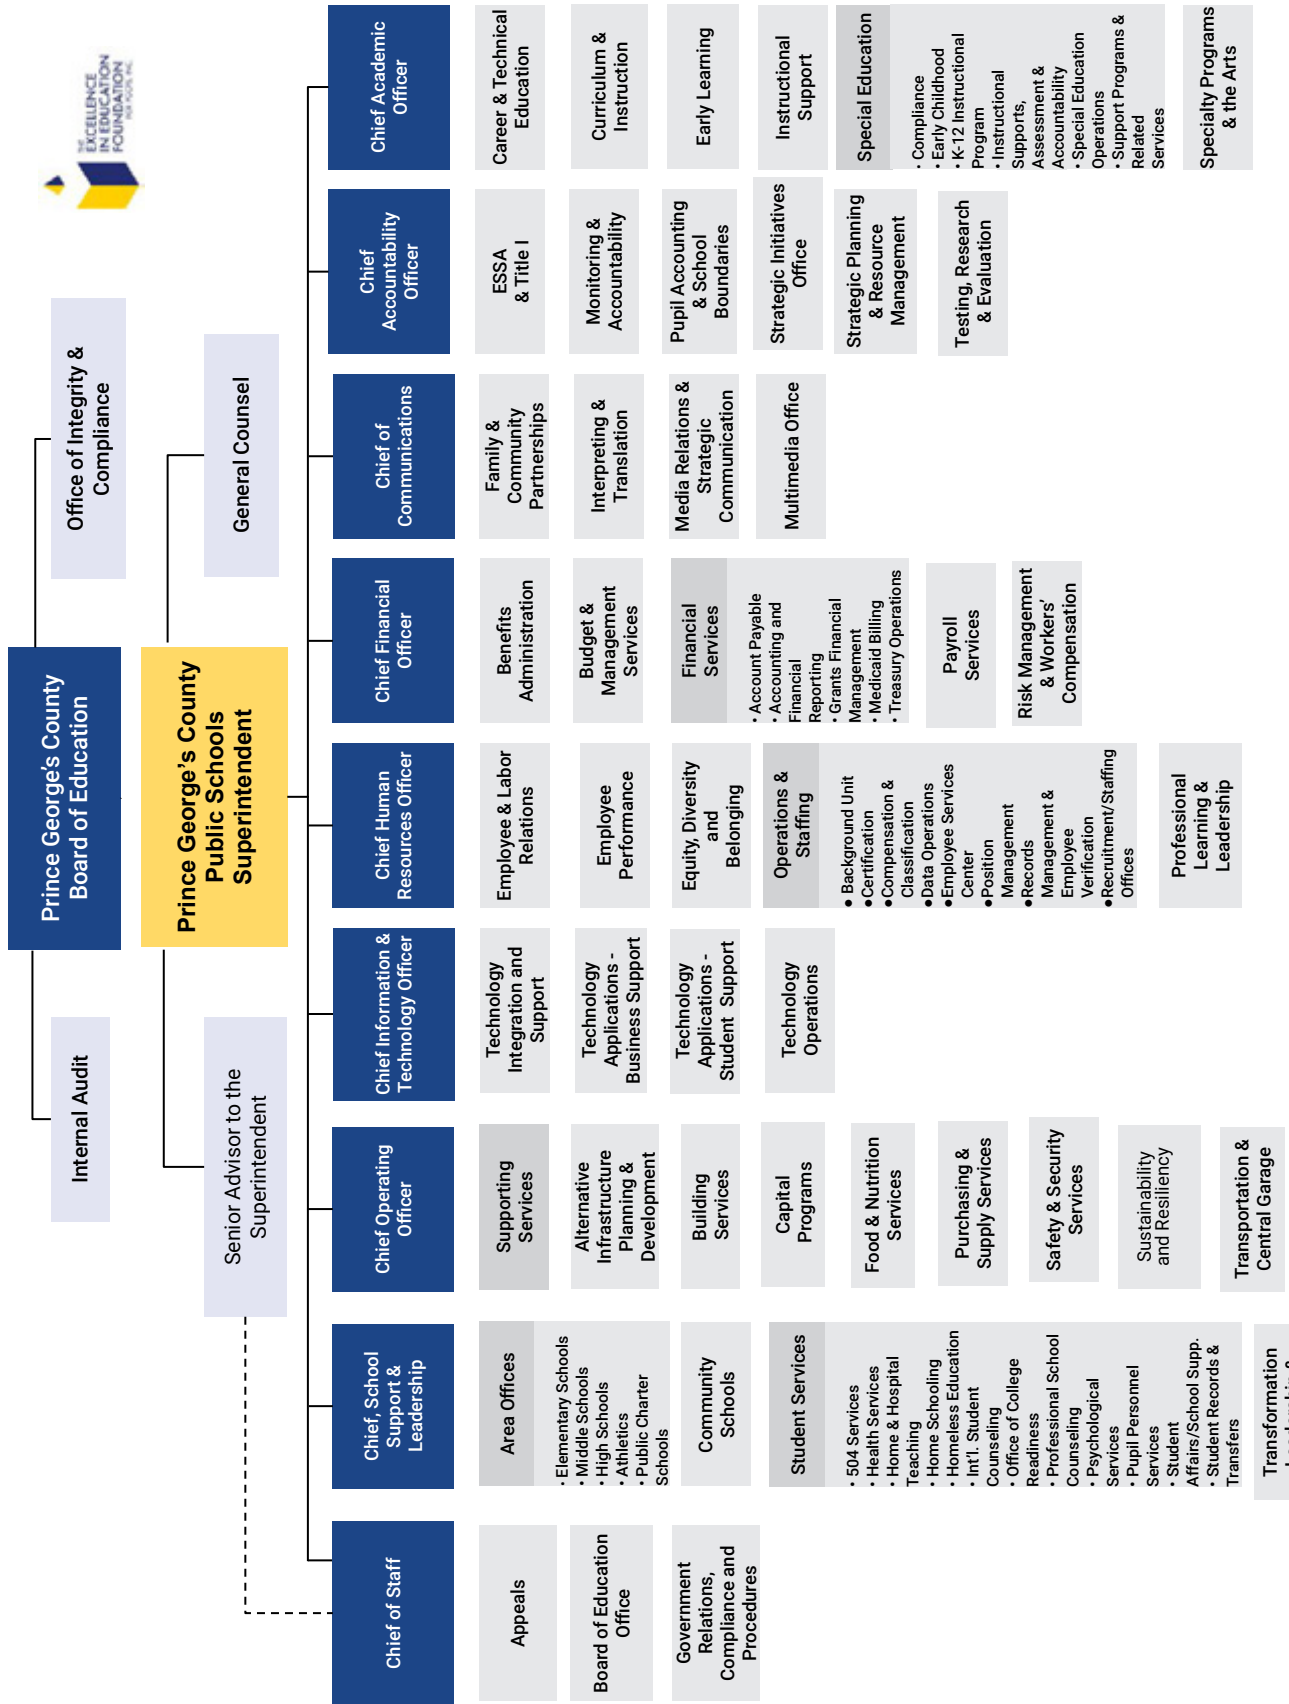 THE
EXCELLENCE
IN EDUCATION
FOUNDATION
FOR PGCPS, INC.
Prince George's County
Board of Education
Internal Audit
Office of Integrity &
Compliance
Prince George's County
Public Schools
Superintendent
Senior Advisor to the
Superintendent
General Counsel
Chief of Staff
Appeals
Board of Education
Office
Government
Relations,
Compliance and
Procedures
Chief, School
Support &
Leadership
Area Offices
• Elementary Schools
• Middle Schools
• High Schools
• Athletics
• Public Charter
Schools
Community
Schools
Student Services
• 504 Services
• Health Services
• Home & Hospital
Teaching
• Home Schooling
• Homeless Education
• Int'l. Student
Counseling
• Office of College
Readiness
• Professional School
Counseling
• Psychological
Services
• Pupil Personnel
Services
• Student
Affairs/School Supp.
• Student Records &
Transfers
Transformation
Chief Operating
Officer
Supporting
Services
Alternative
Infrastructure
Planning &
Development
Building
Services
Capital
Programs
Food & Nutrition
Services
Purchasing &
Supply Services
Safety & Security
Services
Sustainability
and Resiliency
Transportation &
Central Garage
Chief Information &
Technology Officer
Technology
Integration and
Support
Technology
Applications -
Business Support
Technology
Applications -
Student Support
Technology
Operations
Chief Human
Resources Officer
Employee & Labor
Relations
Employee
Performance
Equity, Diversity
and
Belonging
Operations &
Staffing
● Background Unit
●Certification
●Compensation &
Classification
●Data Operations
●Employee Services
Center
●Position
Management
●Records
Management &
Employee
Verification
●Recruitment/Staffing
Offices
Professional
Learning &
Leadership
Chief Financial
Officer
Benefits
Administration
Budget &
Management
Services
Financial
Services
• Account Payable
• Accounting and
Financial
Reporting
• Grants Financial
Management
• Medicaid Billing
• Treasury Operations
Payroll
Services
Risk Management
& Workers'
Compensation
Chief of
Communications
Family &
Community
Partnerships
Interpreting &
Translation
Media Relations &
Strategic
Communication
Multimedia Office
Chief
Accountability
Officer
ESSA
& Title I
Monitoring &
Accountability
Pupil Accounting
& School
Boundaries
Strategic Initiatives
Office
Strategic Planning
& Resource
Management
Testing, Research
& Evaluation
Chief Academic
Officer
Career & Technical
Education
Curriculum &
Instruction
Early Learning
Instructional
Support
Special Education
• Compliance
• Early Childhood
• K-12 Instructional
Program
• Instructional
Supports,
Assessment &
Accountability
• Special Education
Operations
• Support Programs &
Related
Services
Specialty Programs
& the Arts